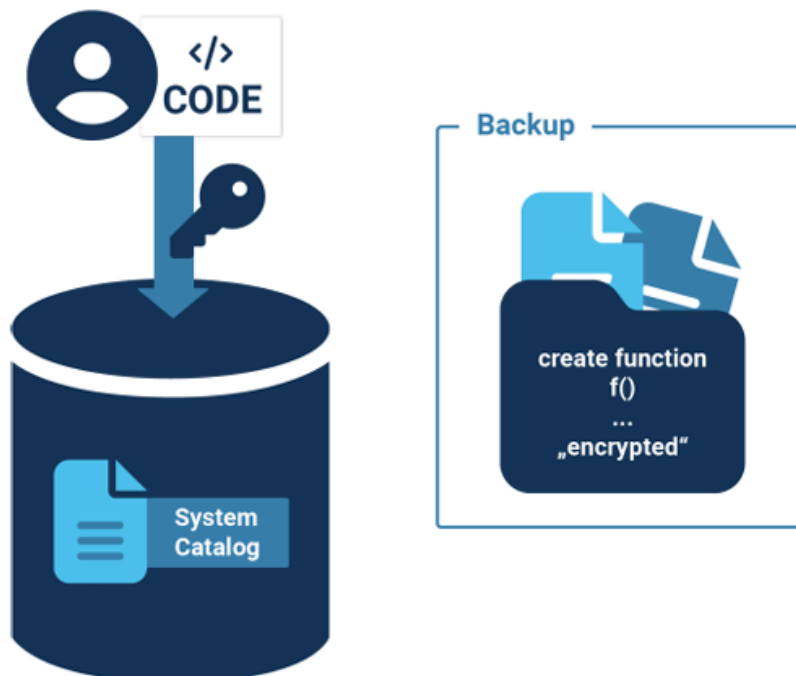 </>
CODE
Backup
create function
f()
...
„encrypted“
System
Catalog